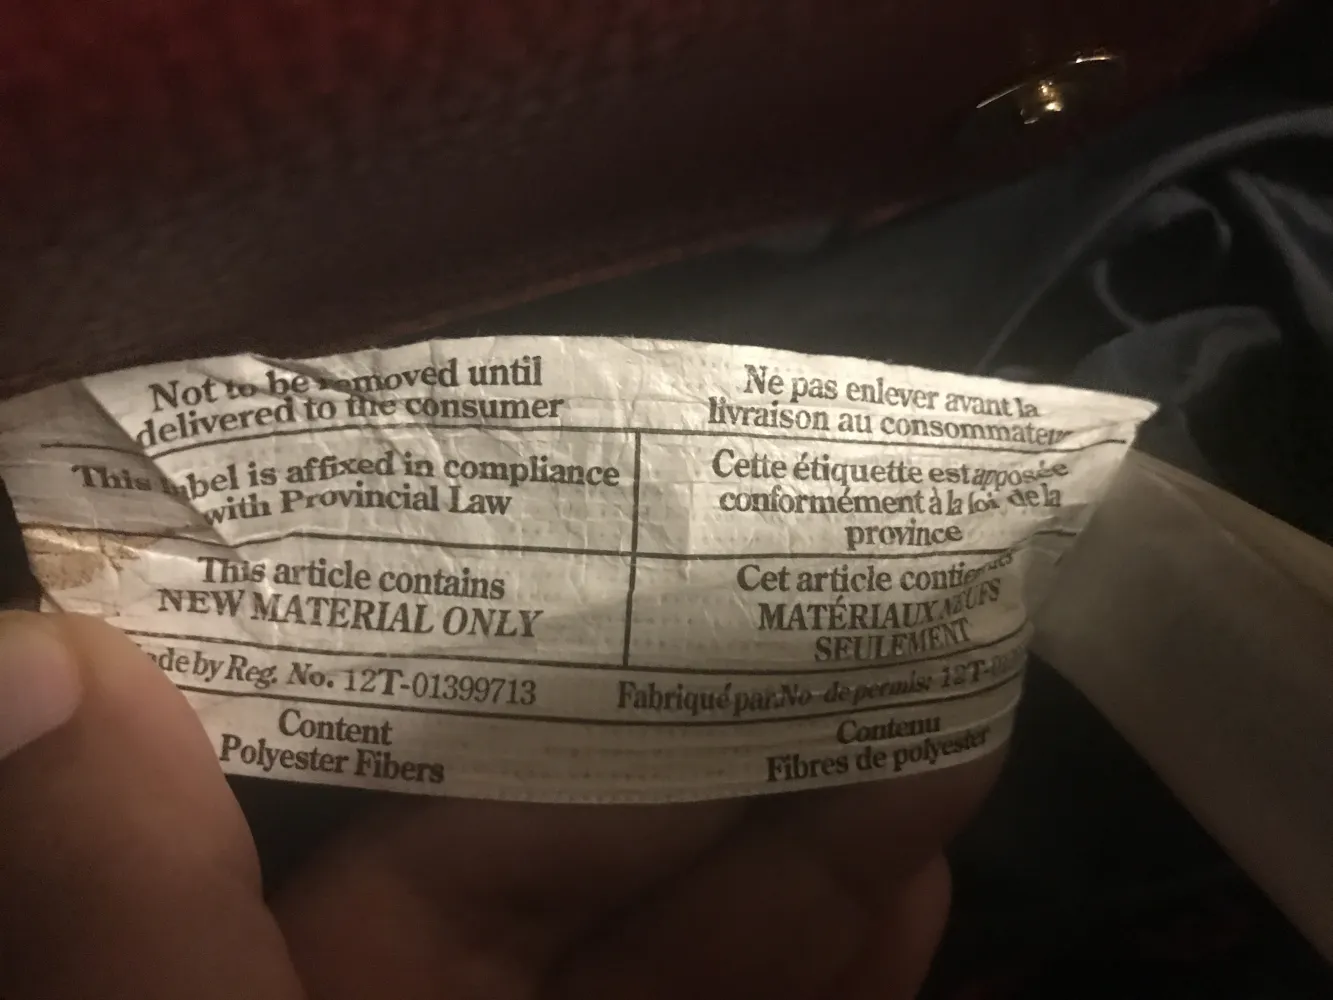 Not to be removed until
delivered to the consumer
Ne pas enlever avant la
livraison au consommateur
This label is affixed in compliance
with Provincial Law
Cette étiquette est apposée
conformément à la loi de la
province
This article contains
NEW MATERIAL ONLY
Cet article contient des
MATÉRIAUX NEUFS
SEULEMENT
by Reg. No. 12T-01399713
Fabriqué par:No de permis: 12T-
Content
Polyester Fibers
Contenu
Fibres de polyester